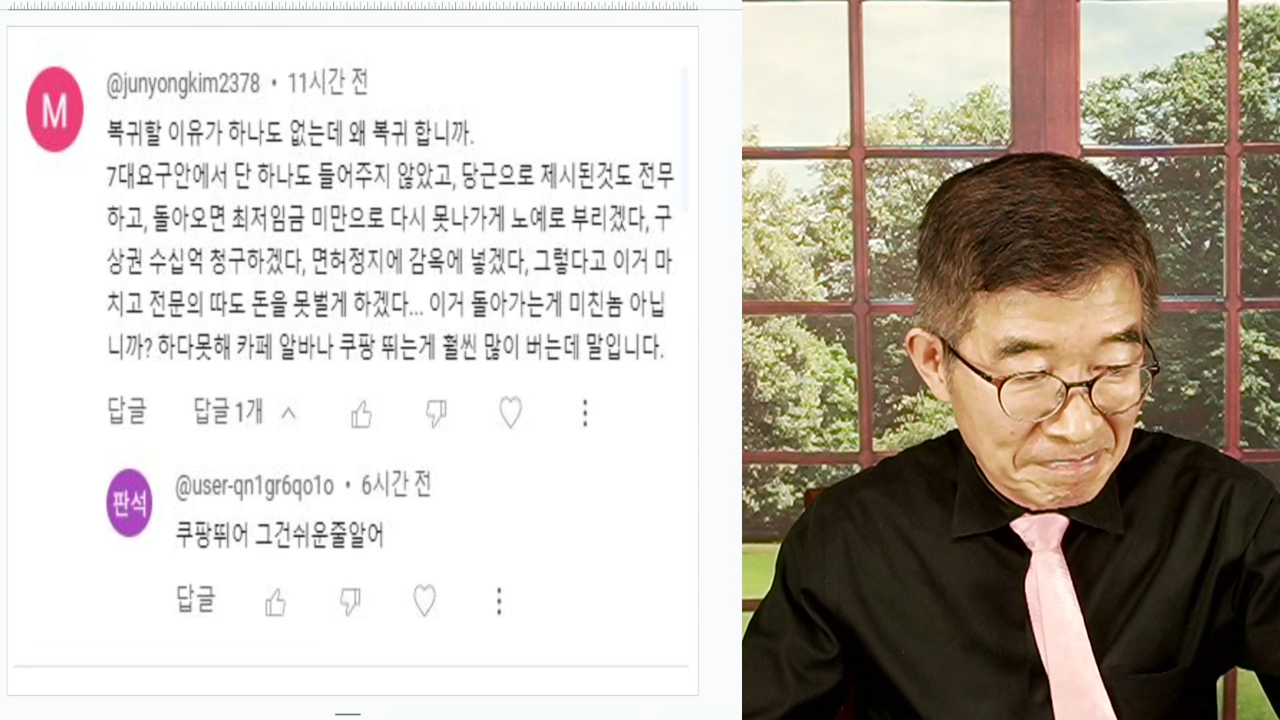 M
@junyongkim2378 • 11시간 전
복귀할 이유가 하나도 없는데 왜 복귀 합니까.
7대요구안에서 단 하나도 들어주지 않았고, 당근으로 제시된것도 전무
하고, 돌아오면 최저임금 미만으로 다시 못나가게 노예로 부리겠다, 구
상권 수십억 청구하겠다, 면허정지에 감옥에 넣겠다, 그렇다고 이거 마
치고 전문의 따도 돈을 못벌게 하겠다... 이거 돌아가는게 미친놈 아닙
니까? 하다못해 카페 알바나 쿠팡 뛰는게 훨씬 많이 버는데 말입니다.
답글 답글 1개
판석
@user-qn1gr6qo1o • 6시간 전
쿠팡뛰어 그건쉬운줄알어
답글